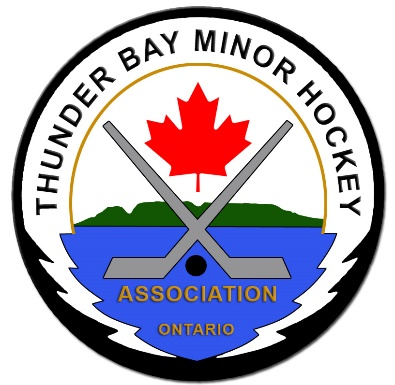 THUNDER BAY MINOR HOCKEY
ASSOCIATION
ONTARIO